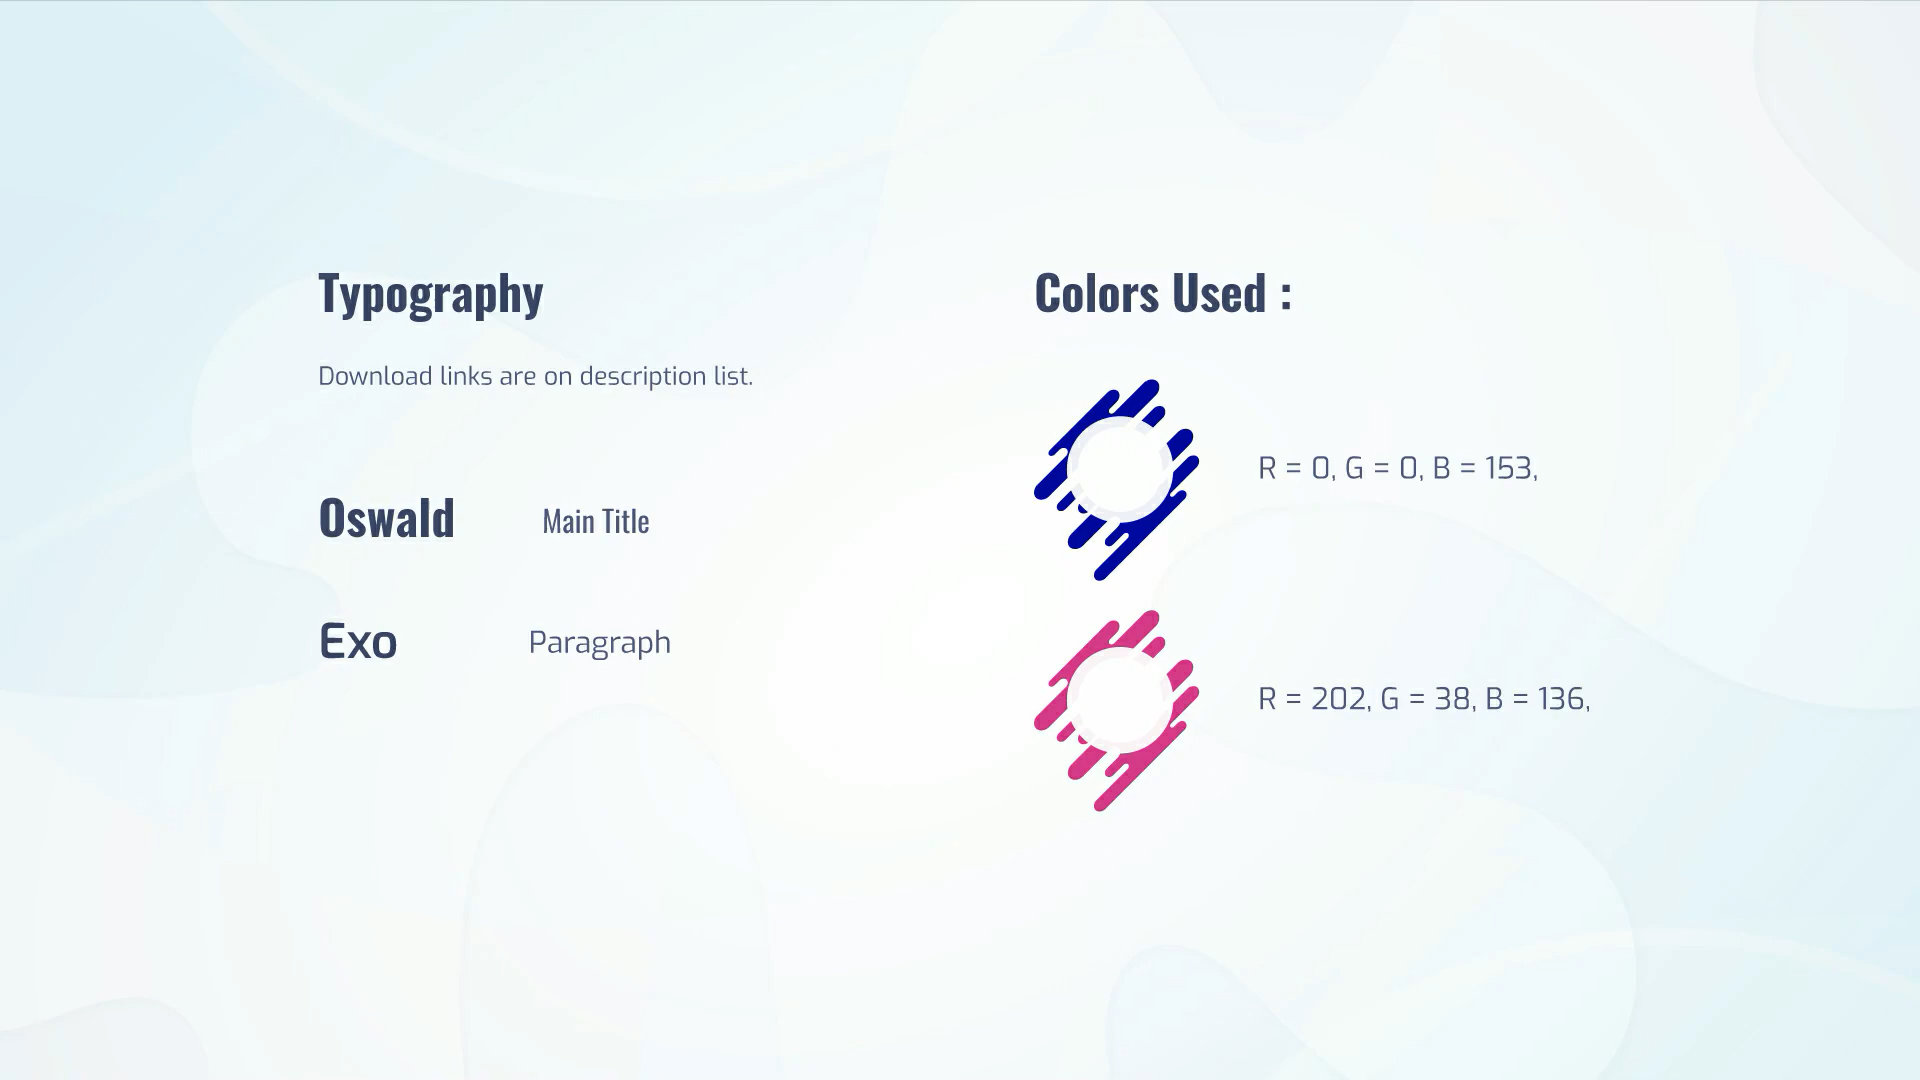 Typography
Download links are on description list.
Oswald Main Title
Exo Paragraph
Colors Used :
R = 0, G = 0, B = 153,
R = 202, G = 38, B = 136,